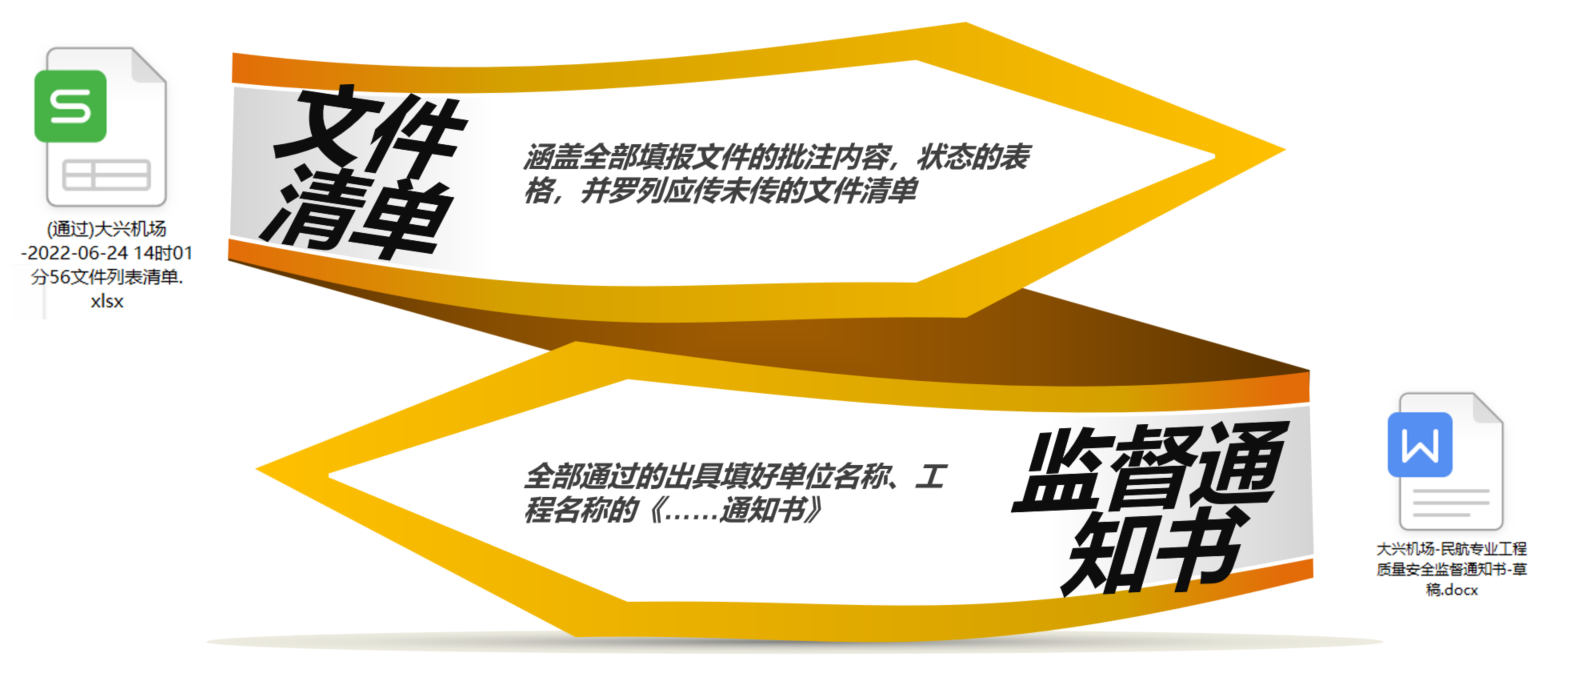 S
(通过)大兴机场
-2022-06-24 14时01
分56文件列表清单.
xlsx
文件
清单
涵盖全部填报文件的批注内容，状态的表
格，并罗列应传未传的文件清单
全部通过的出具填好单位名称、工
程名称的《……通知书》
监督通
知书
W
大兴机场-民航专业工程
质量安全监督通知书-草
稿.docx